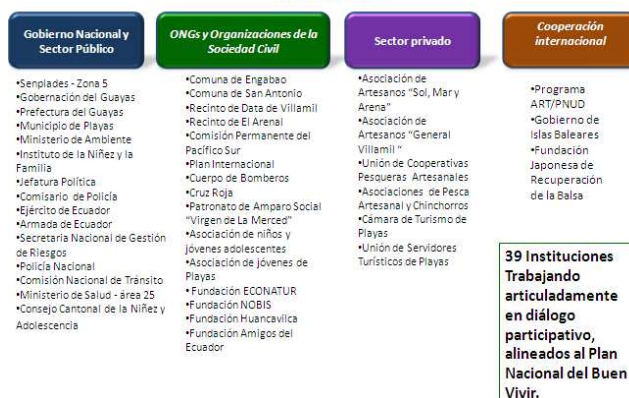 Gobierno Nacional y
Sector Público
•Senplades - Zona 5
•Gobernación del Guayas
•Prefectura del Guayas
•Municipio de Playas
•Ministerio de Ambiente
•Instituto de la Niñez y la
Familia
•Jefatura Política
•Comisario de Policía
•Ejército de Ecuador
•Armada de Ecuador
•Secretaria Nacional de Gestión
de Riesgos
•Policía Nacional
•Comisión Nacional de Tránsito
•Ministerio de Salud - área 25
•Consejo Cantonal de la Niñez y
Adolescencia
ONGs y Organizaciones de la
Sociedad Civil
•Comuna de Engabao
•Comuna de San Antonio
•Recinto de Data de Villamil
•Recinto de El Arenal
•Comisión Permanente del
Pacífico Sur
•Plan Internacional
•Cuerpo de Bomberos
•Cruz Roja
•Patronato de Amparo Social
"Virgen de La Merced"
•Asociación de niños y
jóvenes adolescentes
•Asociación de jóvenes de
Playas
• Fundación ECONATUR
•Fundación NOBIS
•Fundación Huancavilca
•Fundación Amigos del
Ecuador
Sector privado
•Asociación de
Artesanos "Sol, Mar y
Arena"
•Asociación de
Artesanos "General
Villamil "
•Unión de Cooperativas
Pesqueras Artesanales
•Asociaciones de Pesca
Artesanal y Chinchorros
•Cámara de Turismo de
Playas
•Unión de Servidores
Turísticos de Playas
Cooperación
internacional
•Programa
ART/PNUD
•Gobierno de
Islas Baleares
•Fundación
Japonesa de
Recuperación
de la Balsa
39 Instituciones
Trabajando
articuladamente
en diálogo
participativo,
alineados al Plan
Nacional del Buen
Vivir.